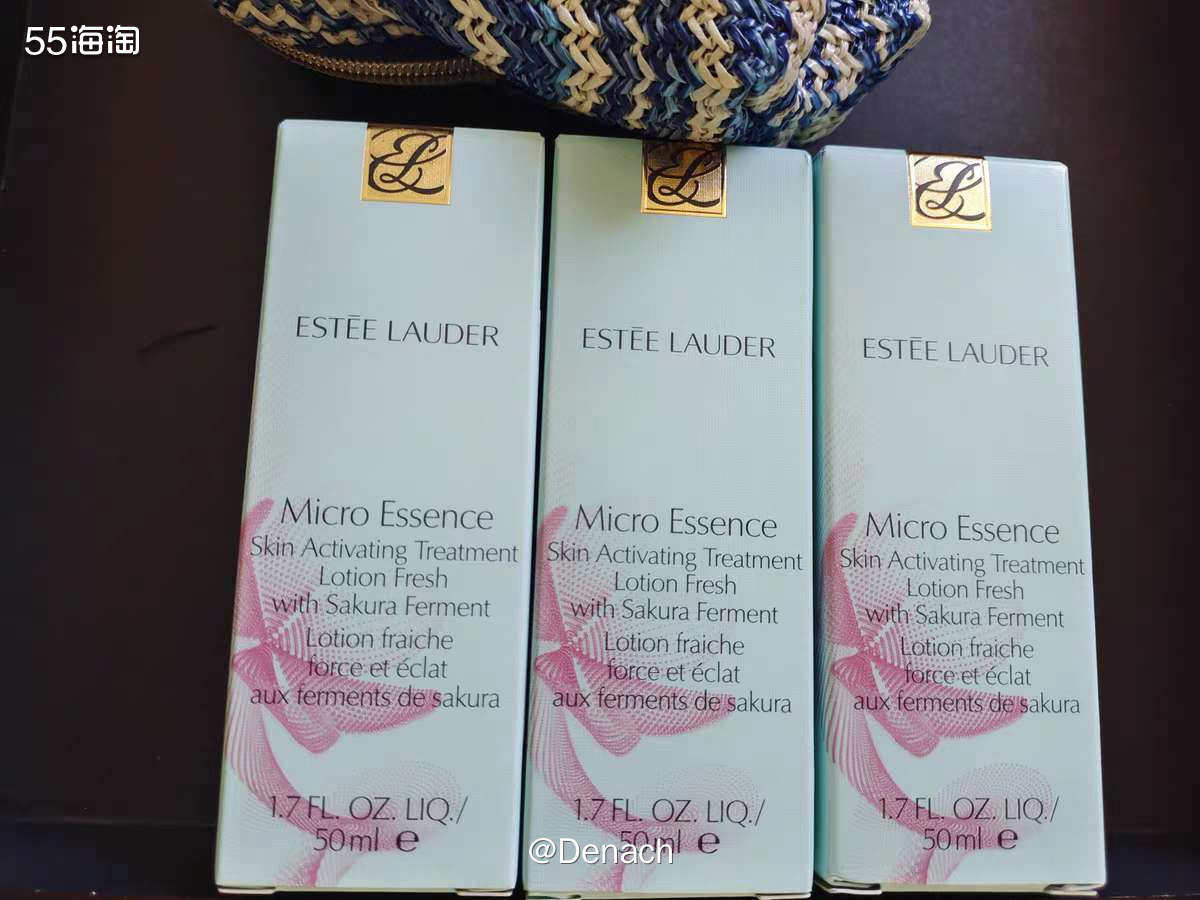 55海淘
ESTĒE LAUDER
Micro Essence
Skin Activating Treatment
Lotion Fresh
with Sakura Ferment
Lotion fraiche
force et éclat
aux ferments de sakura
1.7 FL. OZ. LIQ./
50ml e
ESTĒE LAUDER
Micro Essence
Skin Activating Treatment
Lotion Fresh
with Sakura Ferment
Lotion fraiche
force et éclat
aux ferments de sakura
1.7 FL. OZ. LIQ./
50ml e
ESTĒE LAUDER
Micro Essence
Skin Activating Treatment
Lotion Fresh
with Sakura Ferment
Lotion fraiche
force et éclat
aux ferments de sakura
1.7 FL. OZ. LIQ./
50ml e
@Denach